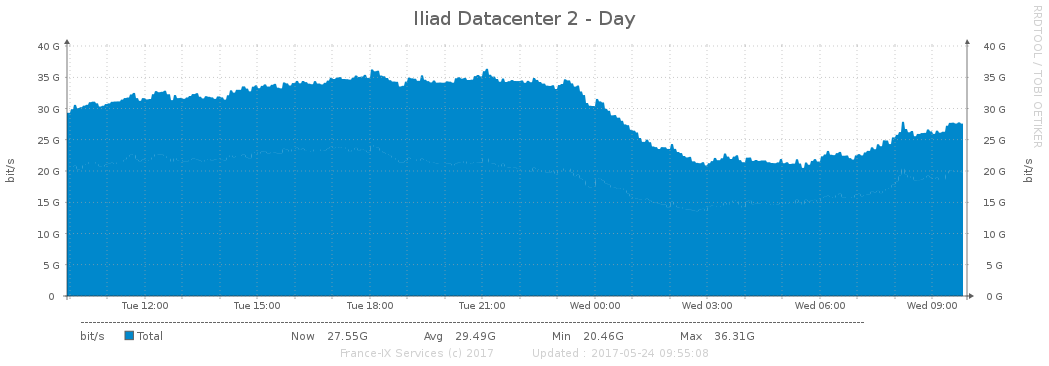 Iliad Datacenter 2 - Day
RRDTOOL / TOBI OETIKER
40 G 40 G
35 G 35 G
30 G 30 G
25 G 25 G
20 G 20 G
15 G 15 G
10 G 10 G
5 G 5 G
0 0 G
bit/s bit/s
Tue 12:00 Tue 15:00 Tue 18:00 Tue 21:00 Wed 00:00 Wed 03:00 Wed 06:00 Wed 09:00
bit/s Total Now 27.55G Avg 29.49G Min 20.46G Max 36.31G
France-IX Services (c) 2017 Updated : 2017-05-24 09:55:08